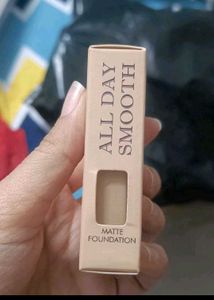 ALL DAY
SMOOTH
MATTE
FOUNDATION